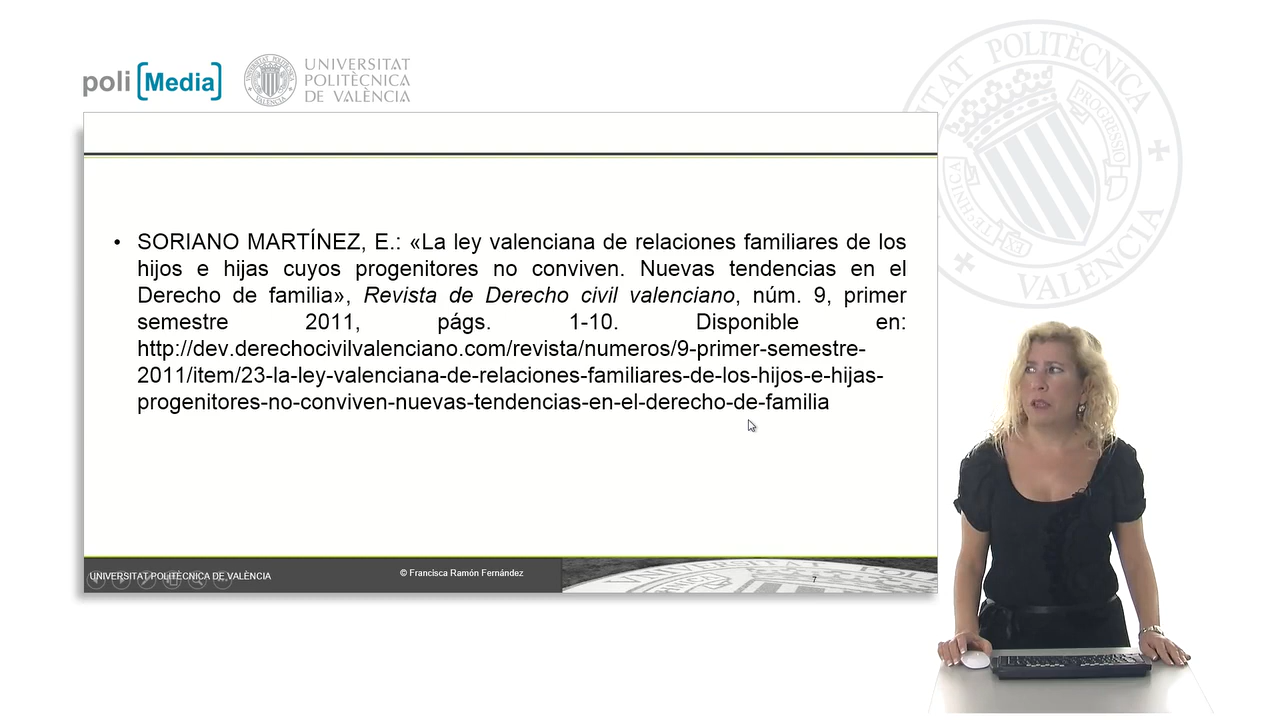 poli [Media]
UNIVERSITAT
POLITÈCNICA
DE VALÈNCIA
POLITÈCNICA
PROGRESSIO
VALÈNCIA
• SORIANO MARTÍNEZ, E.: «La ley valenciana de relaciones familiares de los
hijos e hijas cuyos progenitores no conviven. Nuevas tendencias en el
Derecho de familia», Revista de Derecho civil valenciano, núm. 9, primer
semestre 2011, págs. 1-10. Disponible en:
http://dev.derechocivilvalenciano.com/revista/numeros/9-primer-semestre-
2011/item/23-la-ley-valenciana-de-relaciones-familiares-de-los-hijos-e-hijas-
progenitores-no-conviven-nuevas-tendencias-en-el-derecho-de-familia
UNIVERSITAT POLITÈCNICA DE VALÈNCIA
© Francisca Ramón Fernández
7